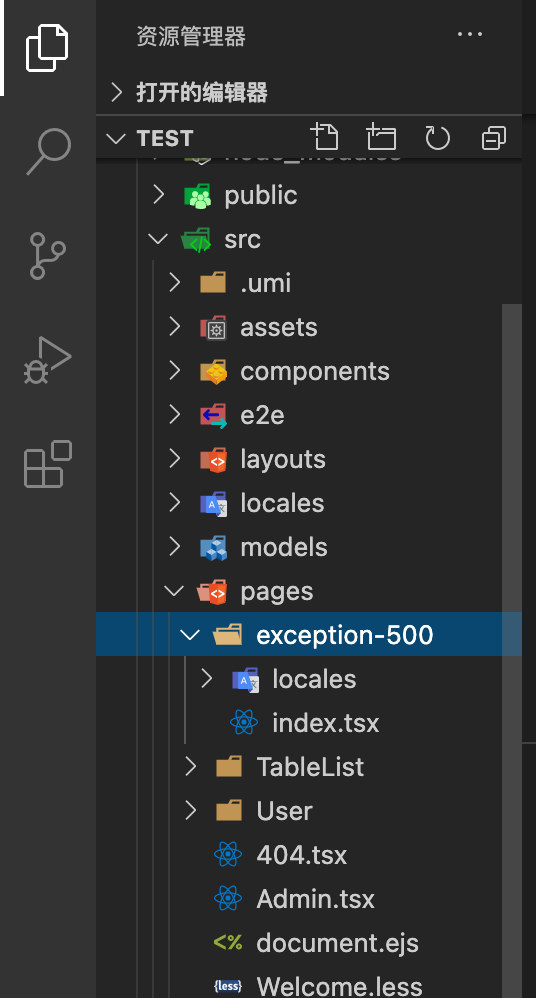 资源管理器
打开的编辑器
TEST
node_modules
public
src
.umi
assets
components
e2e
layouts
locales
models
pages
exception-500
locales
index.tsx
TableList
User
404.tsx
Admin.tsx
<% document.ejs
{less} Welcome.less